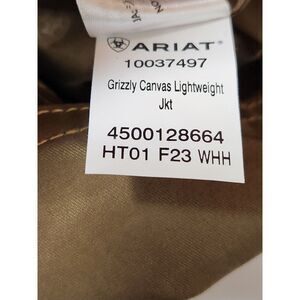 ARIAT
10037497
Grizzly Canvas Lightweight
Jkt
4500128664
HT01 F23 WHH